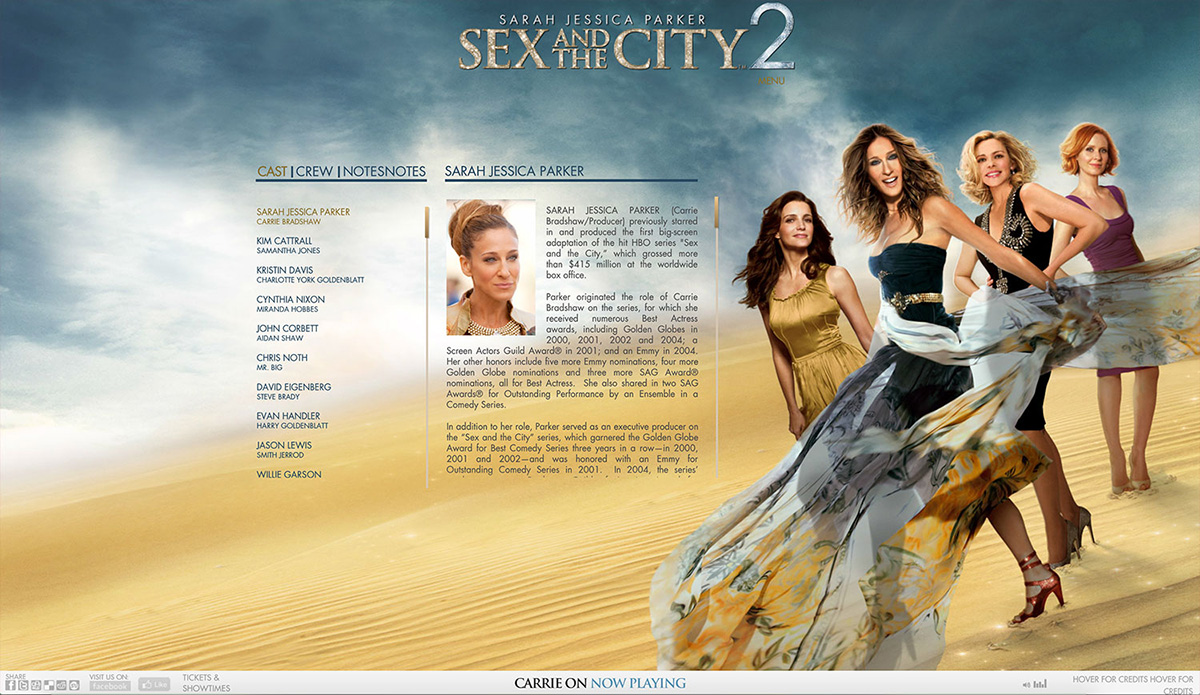 SARAH JESSICA PARKER
SEX AND THE CITY 2
MENU
CAST | CREW | NOTESNOTES
SARAH JESSICA PARKER
CARRIE BRADSHAW
KIM CATTRALL
SAMANTHA JONES
KRISTIN DAVIS
CHARLOTTE YORK GOLDENBLATT
CYNTHIA NIXON
MIRANDA HOBBES
JOHN CORBETT
AIDAN SHAW
CHRIS NOTH
MR. BIG
DAVID EIGENBERG
STEVE BRADY
EVAN HANDLER
HARRY GOLDENBLATT
JASON LEWIS
SMITH JERROD
WILLIE GARSON
SARAH JESSICA PARKER
SARAH JESSICA PARKER (Carrie
Bradshaw/Producer) previously starred
in and produced the first big-screen
adaptation of the hit HBO series "Sex
and the City," which grossed more
than $415 million at the worldwide
box office.
Parker originated the role of Carrie
Bradshaw on the series, for which she
received numerous Best Actress
awards, including Golden Globes in
2000, 2001, 2002 and 2004; a
Screen Actors Guild Award® in 2001; and an Emmy in 2004.
Her other honors include five more Emmy nominations, four more
Golden Globe nominations and three more SAG Award®
nominations, all for Best Actress. She also shared in two SAG
Awards® for Outstanding Performance by an Ensemble in a
Comedy Series.
In addition to her role, Parker served as an executive producer on
the "Sex and the City" series, which garnered the Golden Globe
Award for Best Comedy Series three years in a row—in 2000,
2001 and 2002—and was honored with an Emmy for
Outstanding Comedy Series in 2001. In 2004, the series'
SHARE
VISIT US ON:
facebook
Like
TICKETS &
SHOWTIMES
CARRIE ON NOW PLAYING
HOVER FOR CREDITS HOVER FOR
CREDITS